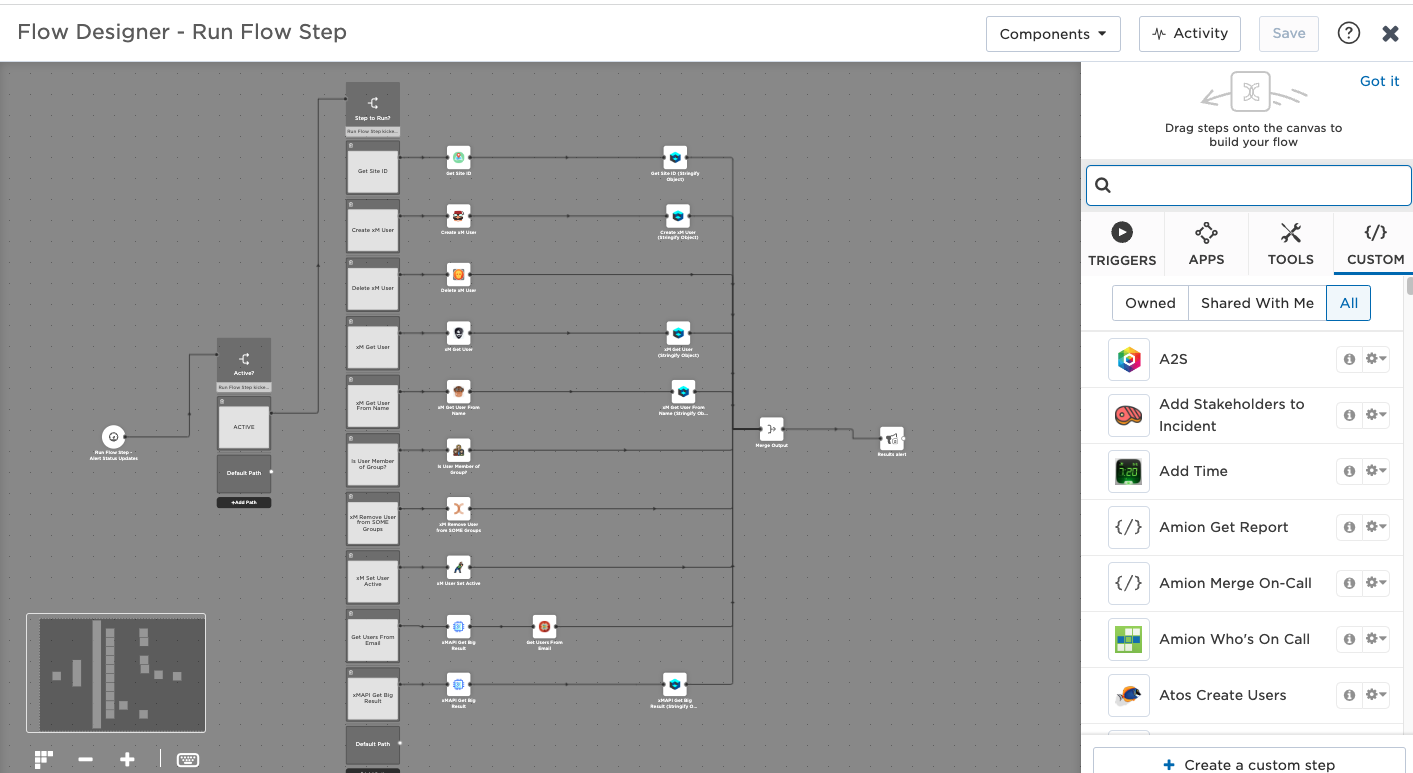 Flow Designer - Run Flow Step
Components
Activity
Save
?
Got it
Drag steps onto the canvas to
build your flow
TRIGGERS
APPS
TOOLS
CUSTOM
Owned
Shared With Me
All
A2S
Add Stakeholders to
Incident
Add Time
Amion Get Report
Amion Merge On-Call
Amion Who's On Call
Atos Create Users
Create a custom step
Run Flow Step -
Alert Status Updates
Active?
Run Flow Step kicke...
ACTIVE
Default Path
+Add Path
Step to Run?
Run Flow Step kicke...
Get Site ID
Get Site ID
Get Site ID (Stringify
Object)
Create xM User
Create xM User
Create xM User
(Stringify Object)
Delete xM User
Delete xM User
xM Get User
xM Get User
xM Get User
(Stringify Object)
xM Get User
From Name
xM Get User From
Name
xM Get User From
Name (Stringify Ob...
Is User Member
of Group?
Is User Member of
Group?
xM Remove User
from SOME
Groups
xM Remove User
from SOME Groups
xM Set User
Active
xM User Set Active
Get Users From
Email
xMAPI Get Big
Result
Get Users From
Email
xMAPI Get Big
Result
xMAPI Get Big
Result
xMAPI Get Big
Result (Stringify O...
Default Path
Merge Output
Results alert